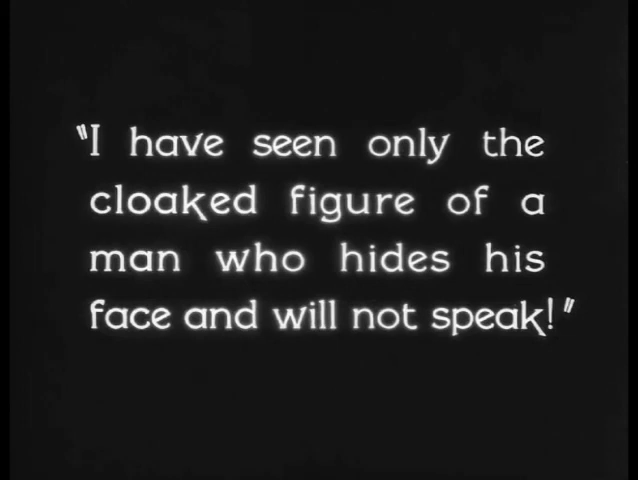 "I have seen only the
cloaked figure of a
man who hides his
face and will not speak!"